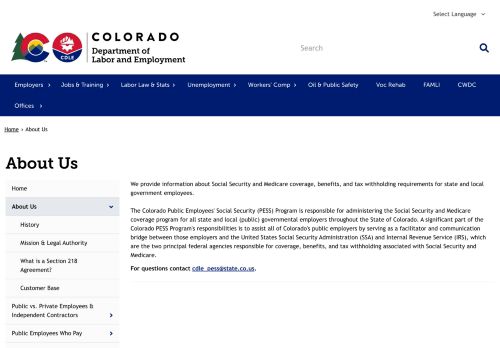 Select Language
COLORADO
Department of
Labor and Employment
CDLE
Search
Employers
Jobs & Training
Labor Law & Stats
Unemployment
Workers' Comp
Oil & Public Safety
Voc Rehab
FAMLI
CWDC
Offices
Home › About Us
About Us
Home
About Us
History
Mission & Legal Authority
What is a Section 218
Agreement?
Customer Base
Public vs. Private Employees &
Independent Contractors
Public Employees Who Pay
We provide information about Social Security and Medicare coverage, benefits, and tax withholding requirements for state and local
government employees.
The Colorado Public Employees' Social Security (PESS) Program is responsible for administering the Social Security and Medicare
coverage program for all state and local (public) governmental employers throughout the State of Colorado. A significant part of the
Colorado PESS Program's responsibilities is to assist all of Colorado's public employers by serving as a facilitator and communication
bridge between those employers and the United States Social Security Administration (SSA) and Internal Revenue Service (IRS), which
are the two principal federal agencies responsible for coverage, benefits, and tax withholding associated with Social Security and
Medicare.
For questions contact cdle_pess@state.co.us.